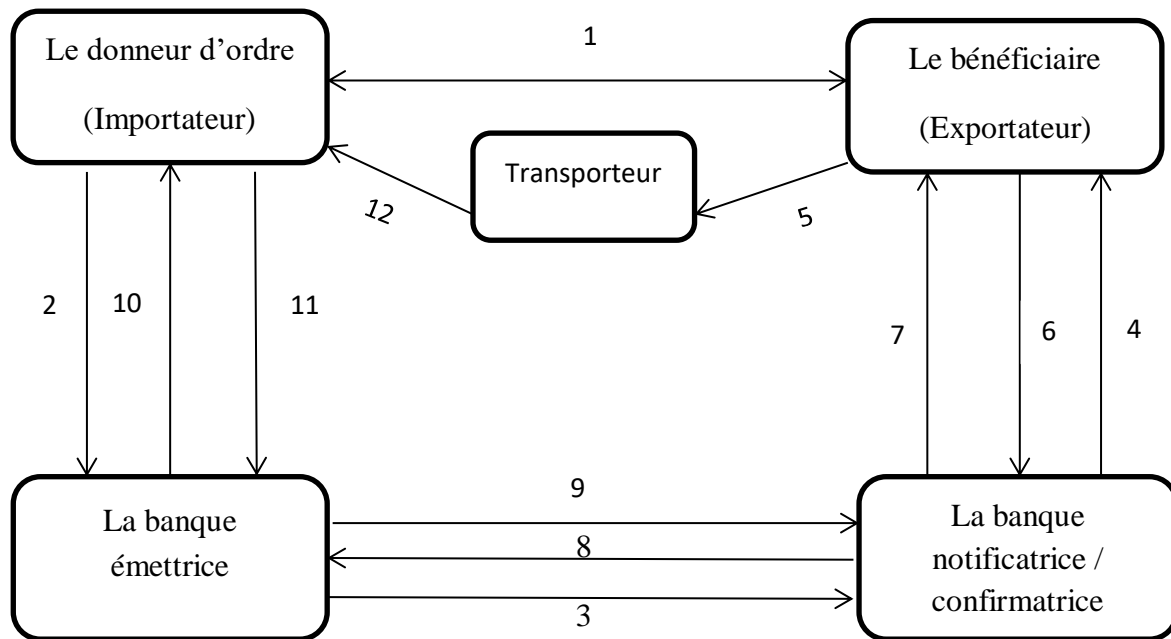 Le donneur d’ordre
(Importateur)
1
Le bénéficiaire
(Exportateur)
Transporteur
12
5
2
10
11
7
6
4
La banque
émettrice
9
8
3
La banque
notificatrice /
confirmatrice